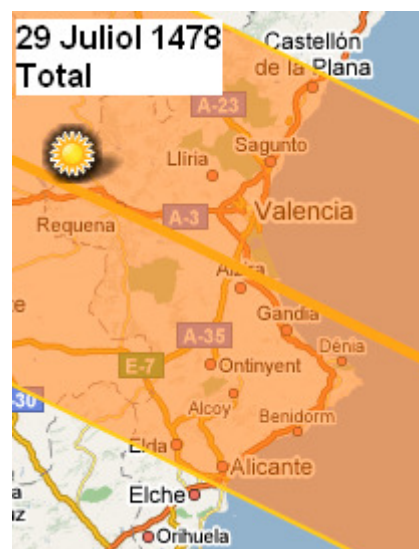 29 Juliol 1478
Total
Castellón
de la Plana
A-23
Sagunto
Llíria
A-3
Valencia
Requena
Alzira
Gandia
A-35
Dénia
E-7
Ontinyent
-30
Alcoy
Benidorm
Elda
Alicante
Elche
Orihuela